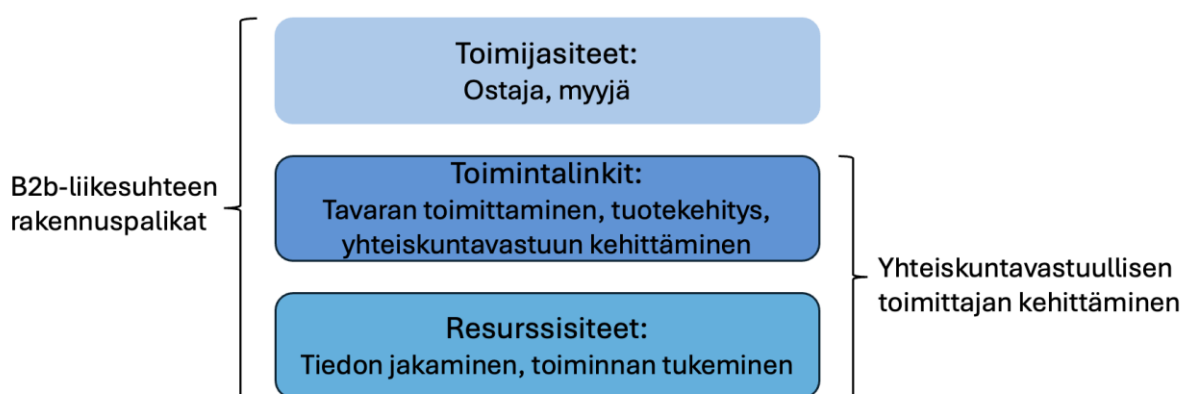 B2b-liikesuhteen
rakennuspalikat
Toimijasiteet:
Ostaja, myyjä
Toimintalinkit:
Tavaran toimittaminen, tuotekehitys,
yhteiskuntavastuun kehittäminen
Resurssisiteet:
Tiedon jakaminen, toiminnan tukeminen
Yhteiskuntavastuullisen
toimittajan kehittäminen